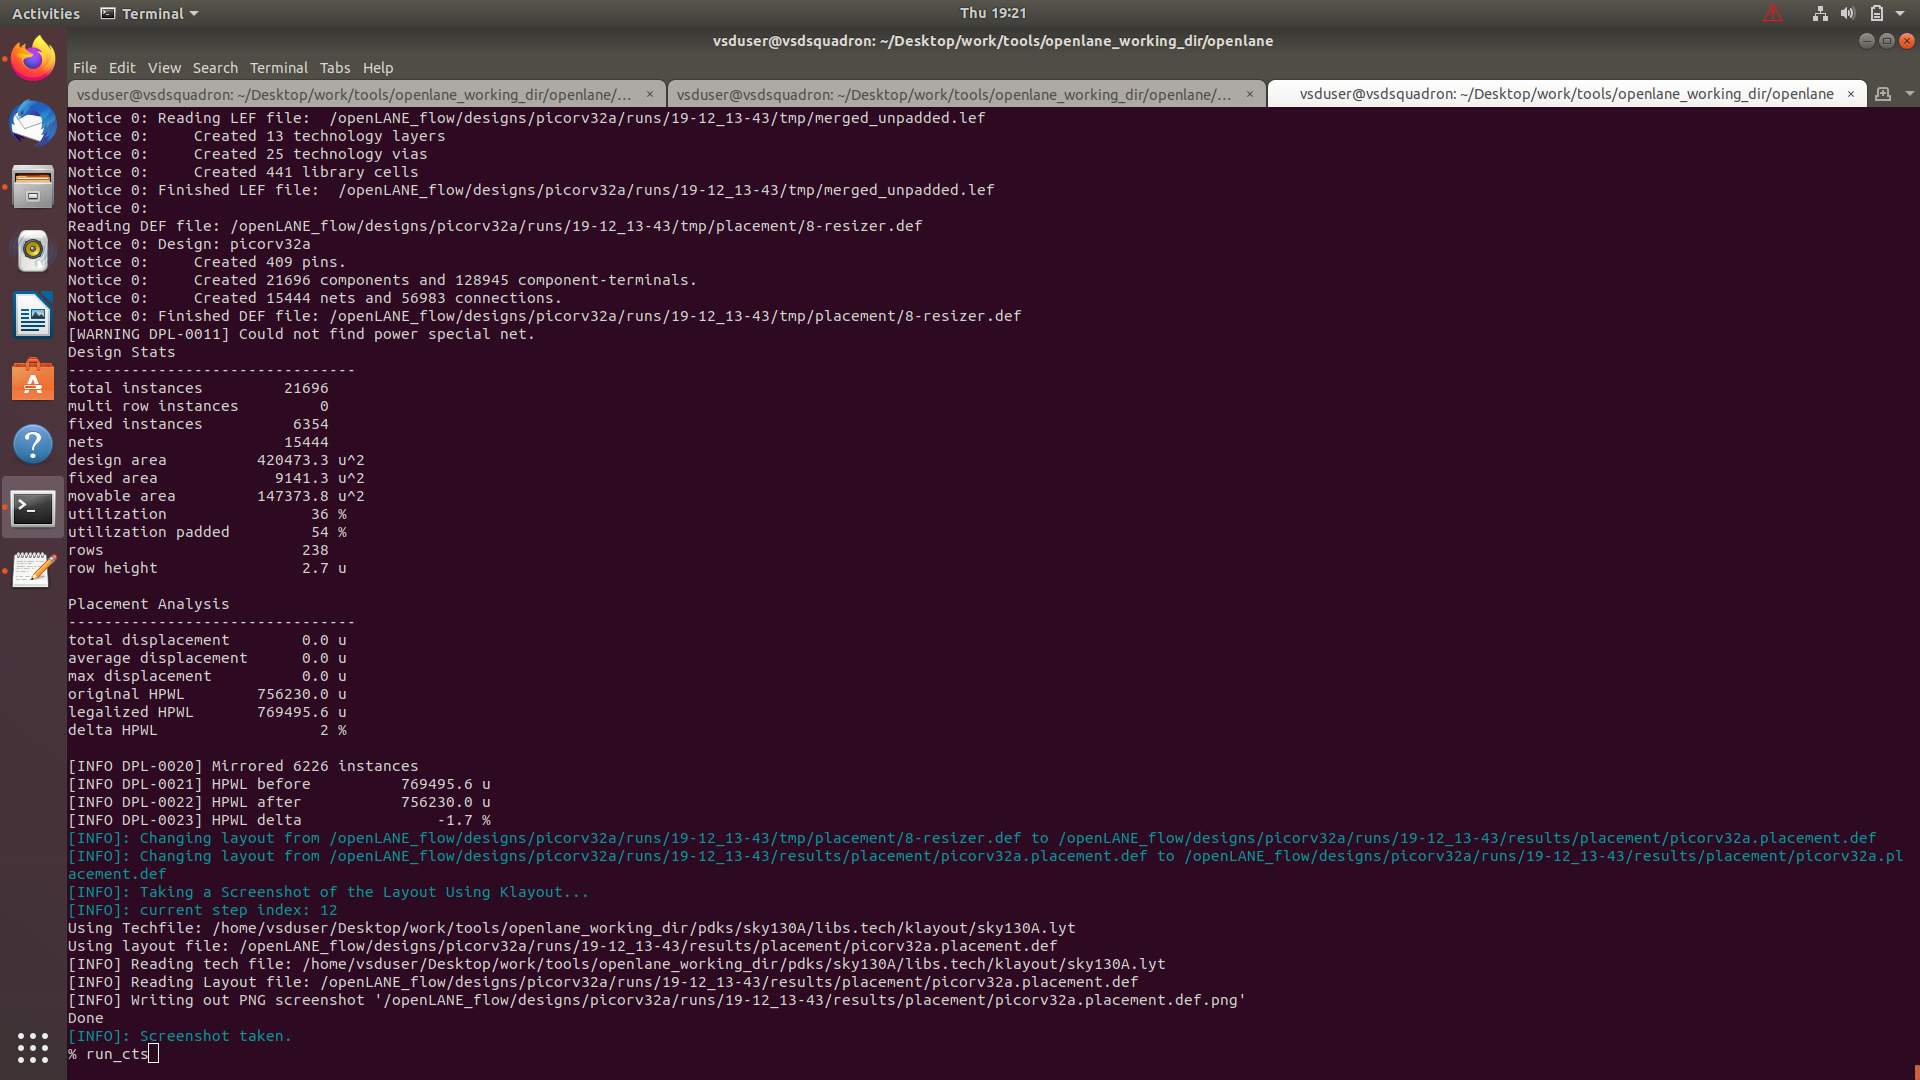 Activities Terminal Thu 19:21
vsduser@vsdsquadron: ~/Desktop/work/tools/openlane_working_dir/openlane
File Edit View Search Terminal Tabs Help
vsduser@vsdsquadron: ~/Desktop/work/tools/openlane_working_dir/openlane/... × vsduser@vsdsquadron: ~/Desktop/work/tools/openlane_working_dir/openlane/... × vsduser@vsdsquadron: ~/Desktop/work/tools/openlane_working_dir/openlane ×
Notice 0: Reading LEF file:  /openLANE_flow/designs/picorv32a/runs/19-12_13-43/tmp/merged_unpadded.lef
Notice 0:     Created 13 technology layers
Notice 0:     Created 25 technology vias
Notice 0:     Created 441 library cells
Notice 0: Finished LEF file:  /openLANE_flow/designs/picorv32a/runs/19-12_13-43/tmp/merged_unpadded.lef
Notice 0:
Reading DEF file: /openLANE_flow/designs/picorv32a/runs/19-12_13-43/tmp/placement/8-resizer.def
Notice 0: Design: picorv32a
Notice 0:     Created 409 pins.
Notice 0:     Created 21696 components and 128945 component-terminals.
Notice 0:     Created 15444 nets and 56983 connections.
Notice 0: Finished DEF file: /openLANE_flow/designs/picorv32a/runs/19-12_13-43/tmp/placement/8-resizer.def
[WARNING DPL-0011] Could not find power special net.
Design Stats
--------------------------------
total instances         21696
multi row instances         0
fixed instances          6354
nets                    15444
design area          420473.3 u^2
fixed area             9141.3 u^2
movable area         147373.8 u^2
utilization                36 %
utilization padded         54 %
rows                      238
row height                2.7 u
Placement Analysis
--------------------------------
total displacement        0.0 u
average displacement      0.0 u
max displacement          0.0 u
original HPWL        756230.0 u
legalized HPWL       769495.6 u
delta HPWL                  2 %
[INFO DPL-0020] Mirrored 6226 instances
[INFO DPL-0021] HPWL before          769495.6 u
[INFO DPL-0022] HPWL after           756230.0 u
[INFO DPL-0023] HPWL delta               -1.7 %
[INFO]: Changing layout from /openLANE_flow/designs/picorv32a/runs/19-12_13-43/tmp/placement/8-resizer.def to /openLANE_flow/designs/picorv32a/runs/19-12_13-43/results/placement/picorv32a.placement.def
[INFO]: Changing layout from /openLANE_flow/designs/picorv32a/runs/19-12_13-43/results/placement/picorv32a.placement.def to /openLANE_flow/designs/picorv32a/runs/19-12_13-43/results/placement/picorv32a.pl
acement.def
[INFO]: Taking a Screenshot of the Layout Using Klayout...
[INFO]: current step index: 12
Using Techfile: /home/vsduser/Desktop/work/tools/openlane_working_dir/pdks/sky130A/libs.tech/klayout/sky130A.lyt
Using layout file: /openLANE_flow/designs/picorv32a/runs/19-12_13-43/results/placement/picorv32a.placement.def
[INFO] Reading tech file: /home/vsduser/Desktop/work/tools/openlane_working_dir/pdks/sky130A/libs.tech/klayout/sky130A.lyt
[INFO] Reading Layout file: /openLANE_flow/designs/picorv32a/runs/19-12_13-43/results/placement/picorv32a.placement.def
[INFO] Writing out PNG screenshot '/openLANE_flow/designs/picorv32a/runs/19-12_13-43/results/placement/picorv32a.placement.def.png'
Done
[INFO]: Screenshot taken.
% run_cts